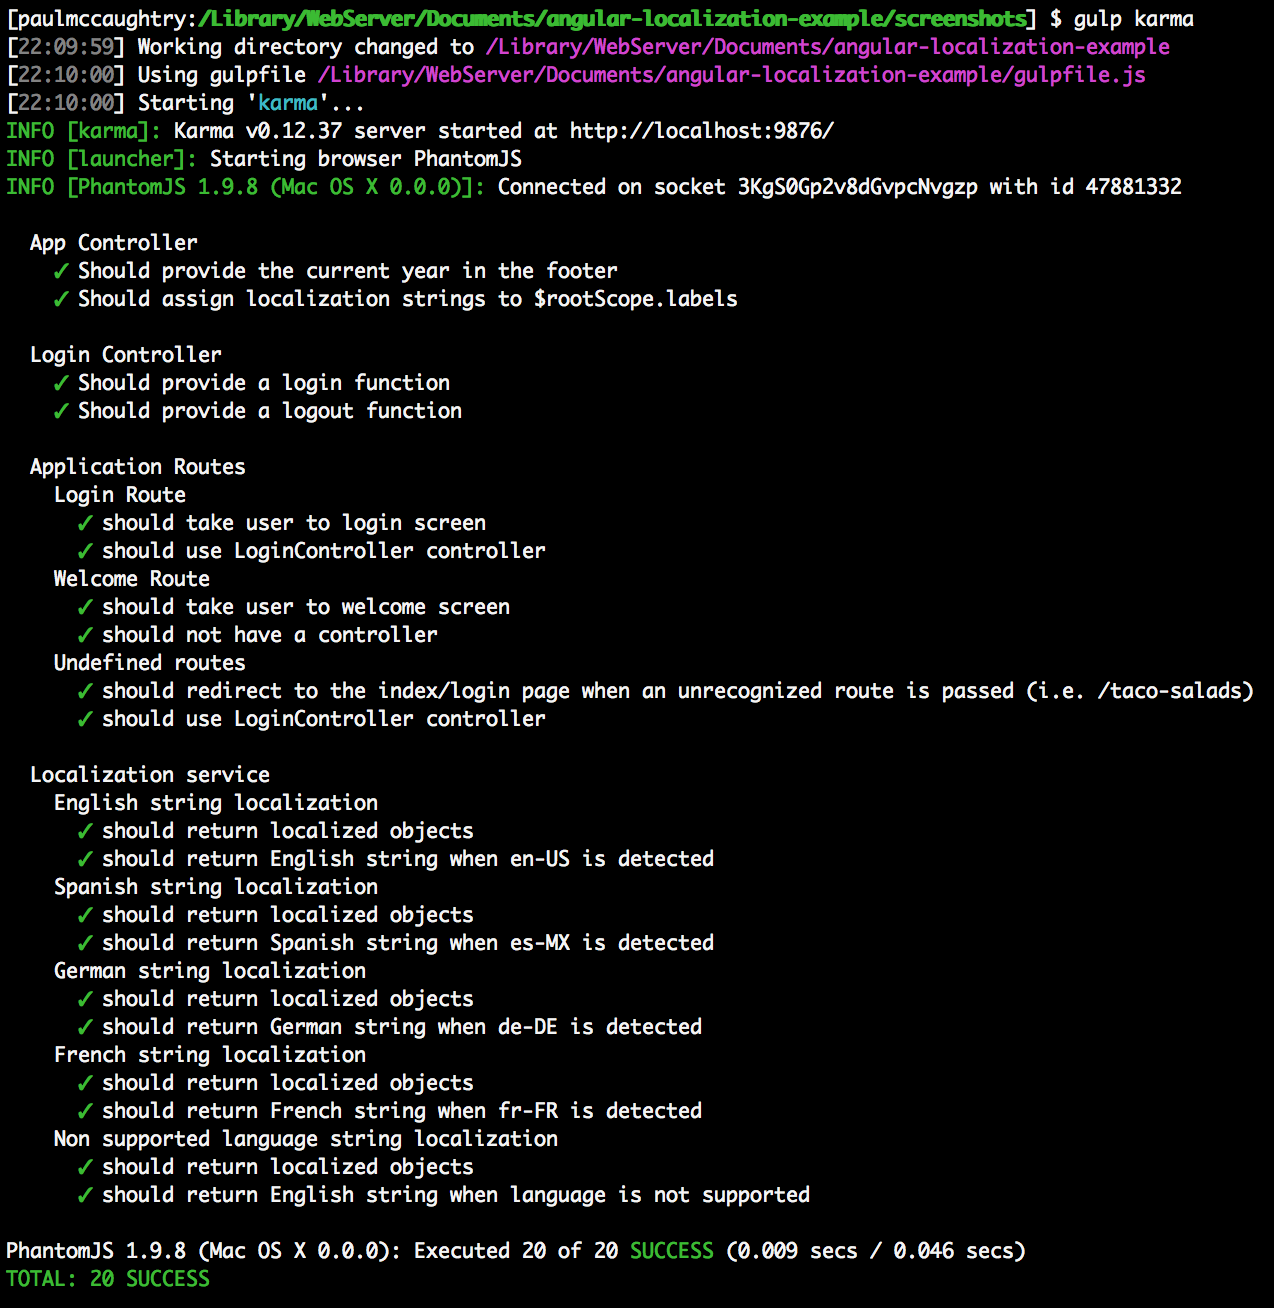 [paulmccaughtry:/Library/WebServer/Documents/angular-localization-example/screenshots] $ gulp karma
[22:09:59] Working directory changed to /Library/WebServer/Documents/angular-localization-example
[22:10:00] Using gulpfile /Library/WebServer/Documents/angular-localization-example/gulpfile.js
[22:10:00] Starting 'karma'...
INFO [karma]: Karma v0.12.37 server started at http://localhost:9876/
INFO [launcher]: Starting browser PhantomJS
INFO [PhantomJS 1.9.8 (Mac OS X 0.0.0)]: Connected on socket 3KgS0Gp2v8dGvpcNvgzp with id 47881332
App Controller
✓ Should provide the current year in the footer
✓ Should assign localization strings to $rootScope.labels
Login Controller
✓ Should provide a login function
✓ Should provide a logout function
Application Routes
Login Route
✓ should take user to login screen
✓ should use LoginController controller
Welcome Route
✓ should take user to welcome screen
✓ should not have a controller
Undefined routes
✓ should redirect to the index/login page when an unrecognized route is passed (i.e. /taco-salads)
✓ should use LoginController controller
Localization service
English string localization
✓ should return localized objects
✓ should return English string when en-US is detected
Spanish string localization
✓ should return localized objects
✓ should return Spanish string when es-MX is detected
German string localization
✓ should return localized objects
✓ should return German string when de-DE is detected
French string localization
✓ should return localized objects
✓ should return French string when fr-FR is detected
Non supported language string localization
✓ should return localized objects
✓ should return English string when language is not supported
PhantomJS 1.9.8 (Mac OS X 0.0.0): Executed 20 of 20 SUCCESS (0.009 secs / 0.046 secs)
TOTAL: 20 SUCCESS